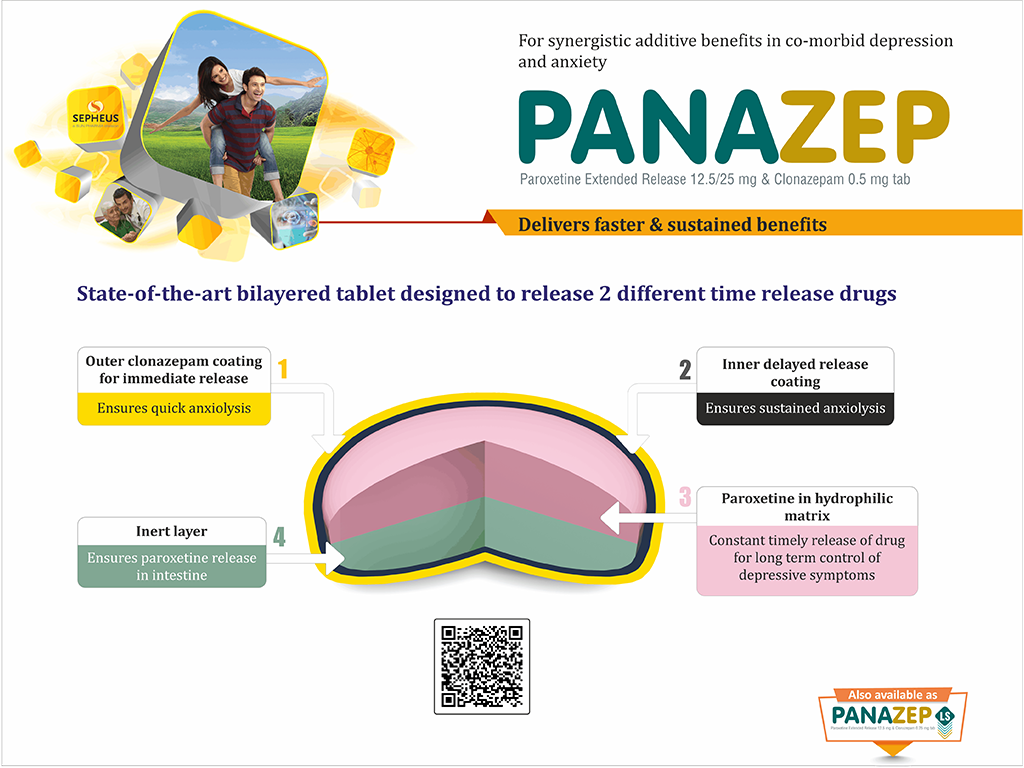 For synergistic additive benefits in co-morbid depression
and anxiety
SEPHEUS
PANAZEP
Paroxetine Extended Release 12.5/25 mg & Clonazepam 0.5 mg tab
Delivers faster & sustained benefits
State-of-the-art bilayered tablet designed to release 2 different time release drugs
Outer clonazepam coating
for immediate release
1
Ensures quick anxiolysis
2
Inner delayed release
coating
Ensures sustained anxiolysis
3
Paroxetine in hydrophilic
matrix
Constant timely release of drug
for long term control of
depressive symptoms
Inert layer
4
Ensures paroxetine release
in intestine
Also available as
PANAZEP LS
Paroxetine Extended Release 12.5 mg & Clonazepam 0.25 mg tab